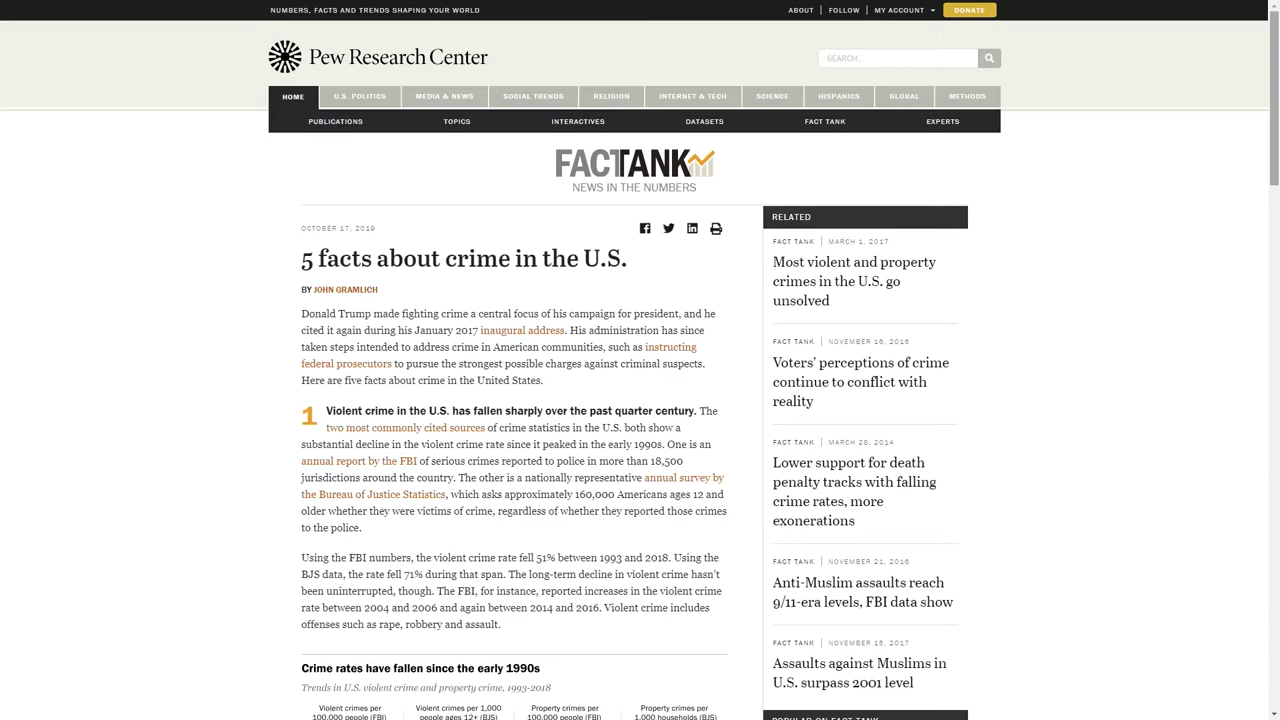 NUMBERS, FACTS AND TRENDS SHAPING YOUR WORLD
ABOUT
FOLLOW
MY ACCOUNT
DONATE
Pew Research Center
SEARCH...
HOME
U.S. POLITICS
MEDIA & NEWS
SOCIAL TRENDS
RELIGION
INTERNET & TECH
SCIENCE
HISPANICS
GLOBAL
METHODS
PUBLICATIONS
TOPICS
INTERACTIVES
DATASETS
FACT TANK
EXPERTS
FACTANK
NEWS IN THE NUMBERS
OCTOBER 17, 2019
5 facts about crime in the U.S.
BY JOHN GRAMLICH
Donald Trump made fighting crime a central focus of his campaign for president, and he
cited it again during his January 2017 inaugural address. His administration has since
taken steps intended to address crime in American communities, such as instructing
federal prosecutors to pursue the strongest possible charges against criminal suspects.
Here are five facts about crime in the United States.
1 Violent crime in the U.S. has fallen sharply over the past quarter century. The
two most commonly cited sources of crime statistics in the U.S. both show a
substantial decline in the violent crime rate since it peaked in the early 1990s. One is an
annual report by the FBI of serious crimes reported to police in more than 18,500
jurisdictions around the country. The other is a nationally representative annual survey by
the Bureau of Justice Statistics, which asks approximately 160,000 Americans ages 12 and
older whether they were victims of crime, regardless of whether they reported those crimes
to the police.
Using the FBI numbers, the violent crime rate fell 51% between 1993 and 2018. Using the
BJS data, the rate fell 71% during that span. The long-term decline in violent crime hasn't
been uninterrupted, though. The FBI, for instance, reported increases in the violent crime
rate between 2004 and 2006 and again between 2014 and 2016. Violent crime includes
offenses such as rape, robbery and assault.
Crime rates have fallen since the early 1990s
Trends in U.S. violent crime and property crime, 1993-2018
Violent crimes per
100,000 people (FBI)
Violent crimes per 1,000
people ages 12+ (BJS)
Property crimes per
100,000 people (FBI)
Property crimes per
1,000 households (BJS)
RELATED
FACT TANK | MARCH 1, 2017
Most violent and property
crimes in the U.S. go
unsolved
FACT TANK | NOVEMBER 16, 2016
Voters' perceptions of crime
continue to conflict with
reality
FACT TANK | MARCH 28, 2014
Lower support for death
penalty tracks with falling
crime rates, more
exonerations
FACT TANK | NOVEMBER 21, 2016
Anti-Muslim assaults reach
9/11-era levels, FBI data show
FACT TANK | NOVEMBER 15, 2017
Assaults against Muslims in
U.S. surpass 2001 level
POPULAR ON FACT TANK